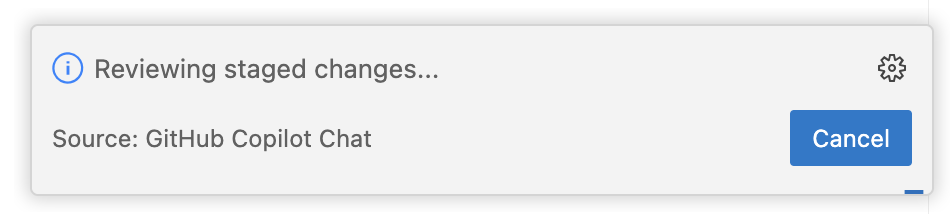 Reviewing staged changes...
Source: GitHub Copilot Chat
Cancel